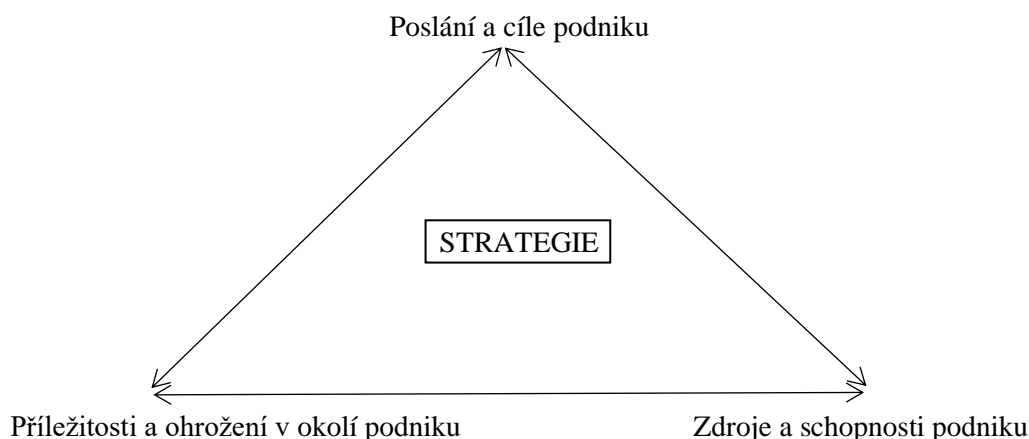 Poslání a cíle podniku
STRATEGIE
Příležitosti a ohrožení v okolí podniku
Zdroje a schopnosti podniku